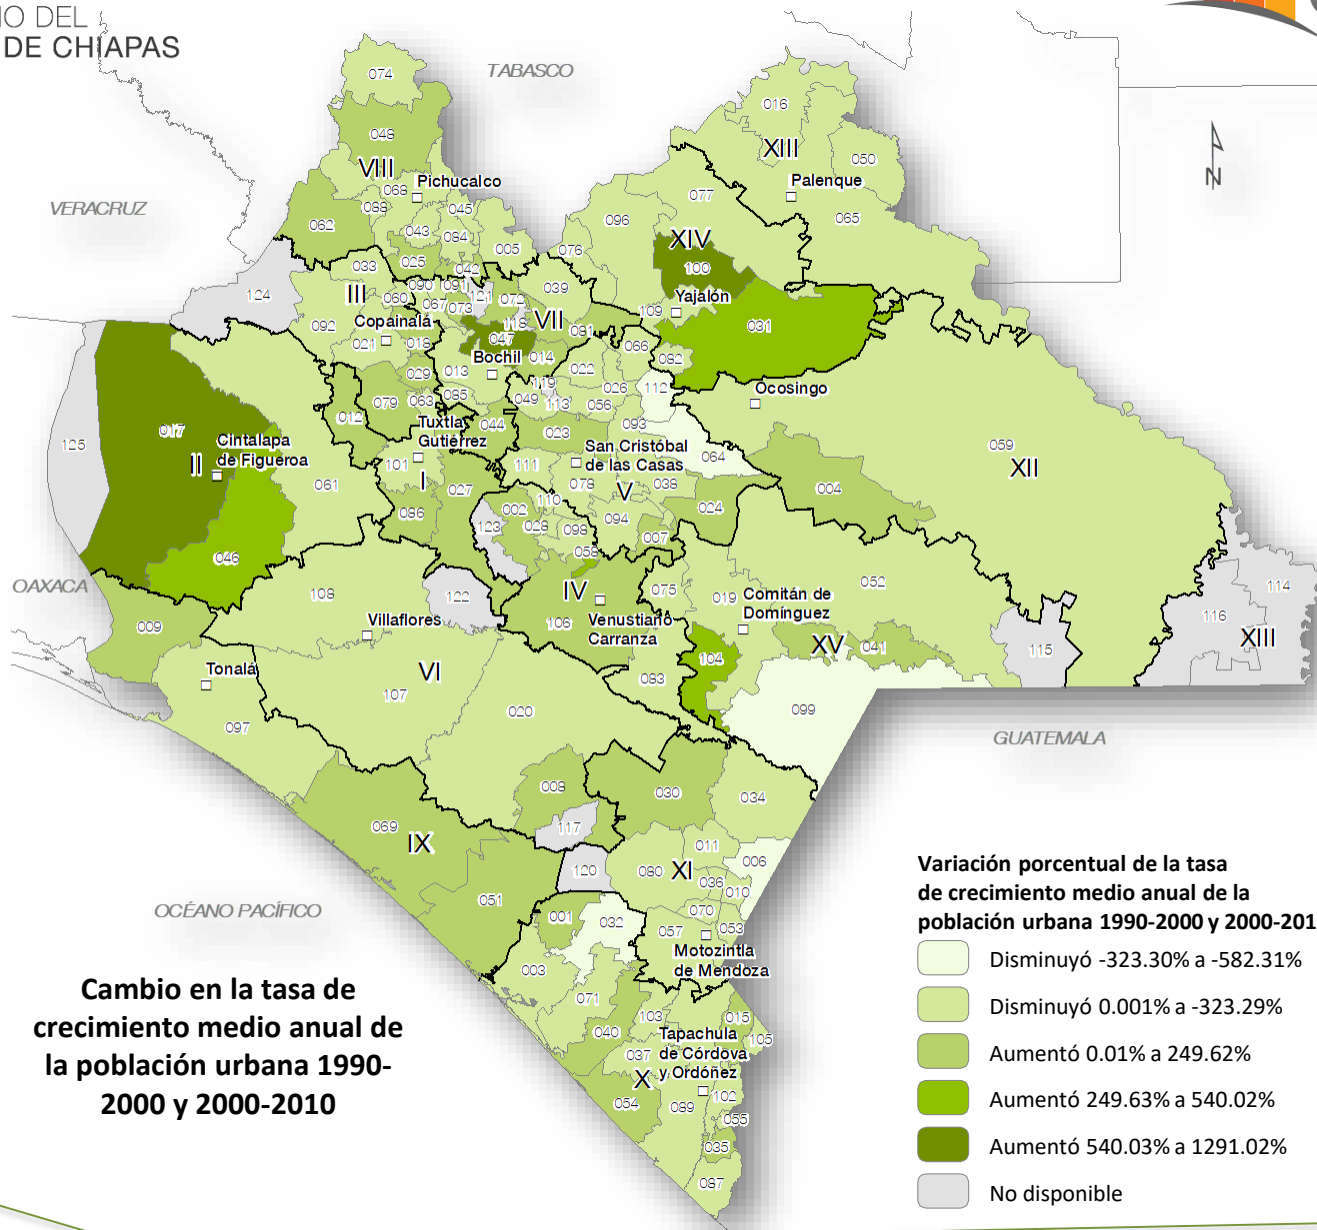 O DEL
DE CHIAPAS
TABASCO
VERACRUZ
OAXACA
GUATEMALA
OCÉANO PACÍFICO
N
074
048
VIII
068
Pichucalco
088
045
062
043
084
005
025
042
016
XIII
050
Palenque
065
077
096
XIV
076
100
Yajalón
109
031
124
033
III
060
090
091
121
072
039
092
067
073
118
VII
Copainalá
047
081
021
018
Bochil
014
066
082
013
022
029
119
026
112
Ocosingo
079
063
085
049
113
056
012
Tuxtla
Gutiérrez
044
023
093
059
XII
125
017
Cintalapa
de Figueroa
II
061
101
I
027
San Cristóbal
de las Casas
064
111
078
V
038
004
086
002
110
024
123
028
098
094
007
046
058
108
122
IV
075
019
052
114
116
XIII
Villaflores
106
Venustiano
Carranza
Comitán de
Domínguez
009
XV
041
115
Tonalá
VI
104
107
083
097
020
099
008
030
034
069
IX
117
011
006
120
080
XI
036
010
051
001
032
070
057
053
Motozintla
de Mendoza
003
071
103
015
040
105
Tapachula
de Córdova
y Ordóñez
037
X
102
054
089
055
035
087
Cambio en la tasa de
crecimiento medio anual de
la población urbana 1990-
2000 y 2000-2010
Variación porcentual de la tasa
de crecimiento medio anual de la
población urbana 1990-2000 y 2000-201
Disminuyó -323.30% a -582.31%
Disminuyó 0.001% a -323.29%
Aumentó 0.01% a 249.62%
Aumentó 249.63% a 540.02%
Aumentó 540.03% a 1291.02%
No disponible